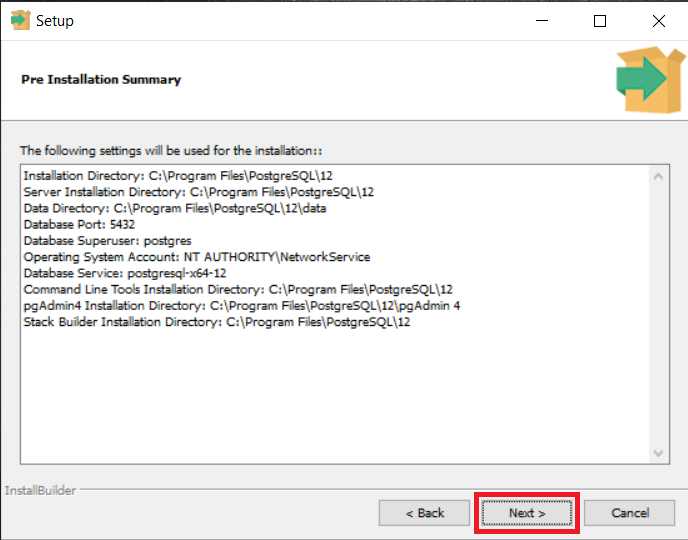 Setup
Pre Installation Summary
The following settings will be used for the installation::
Installation Directory: C:\Program Files\PostgreSQL\12
Server Installation Directory: C:\Program Files\PostgreSQL\12
Data Directory: C:\Program Files\PostgreSQL\12\data
Database Port: 5432
Database Superuser: postgres
Operating System Account: NT AUTHORITY\NetworkService
Database Service: postgresql-x64-12
Command Line Tools Installation Directory: C:\Program Files\PostgreSQL\12
pgAdmin4 Installation Directory: C:\Program Files\PostgreSQL\12\pgAdmin 4
Stack Builder Installation Directory: C:\Program Files\PostgreSQL\12
InstallBuilder
< Back Next > Cancel